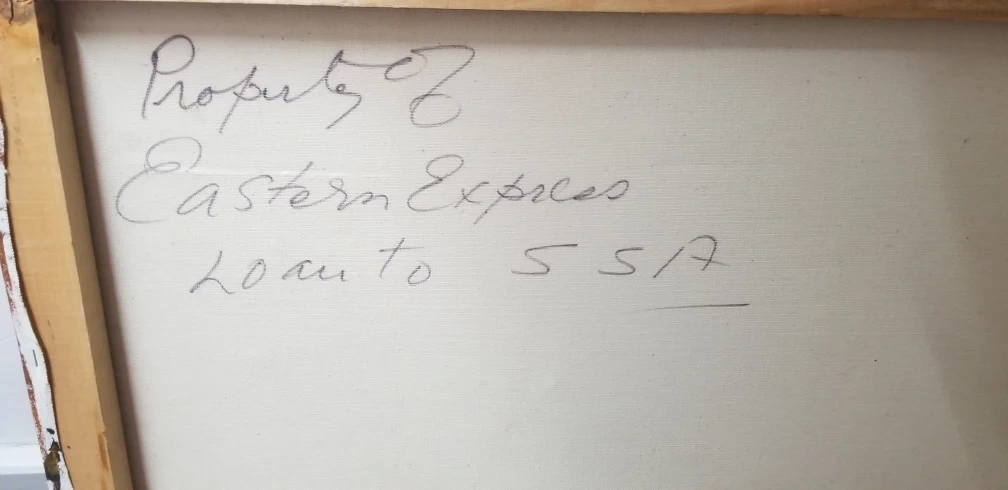 Property Of
Eastern Express
Loan to SSA